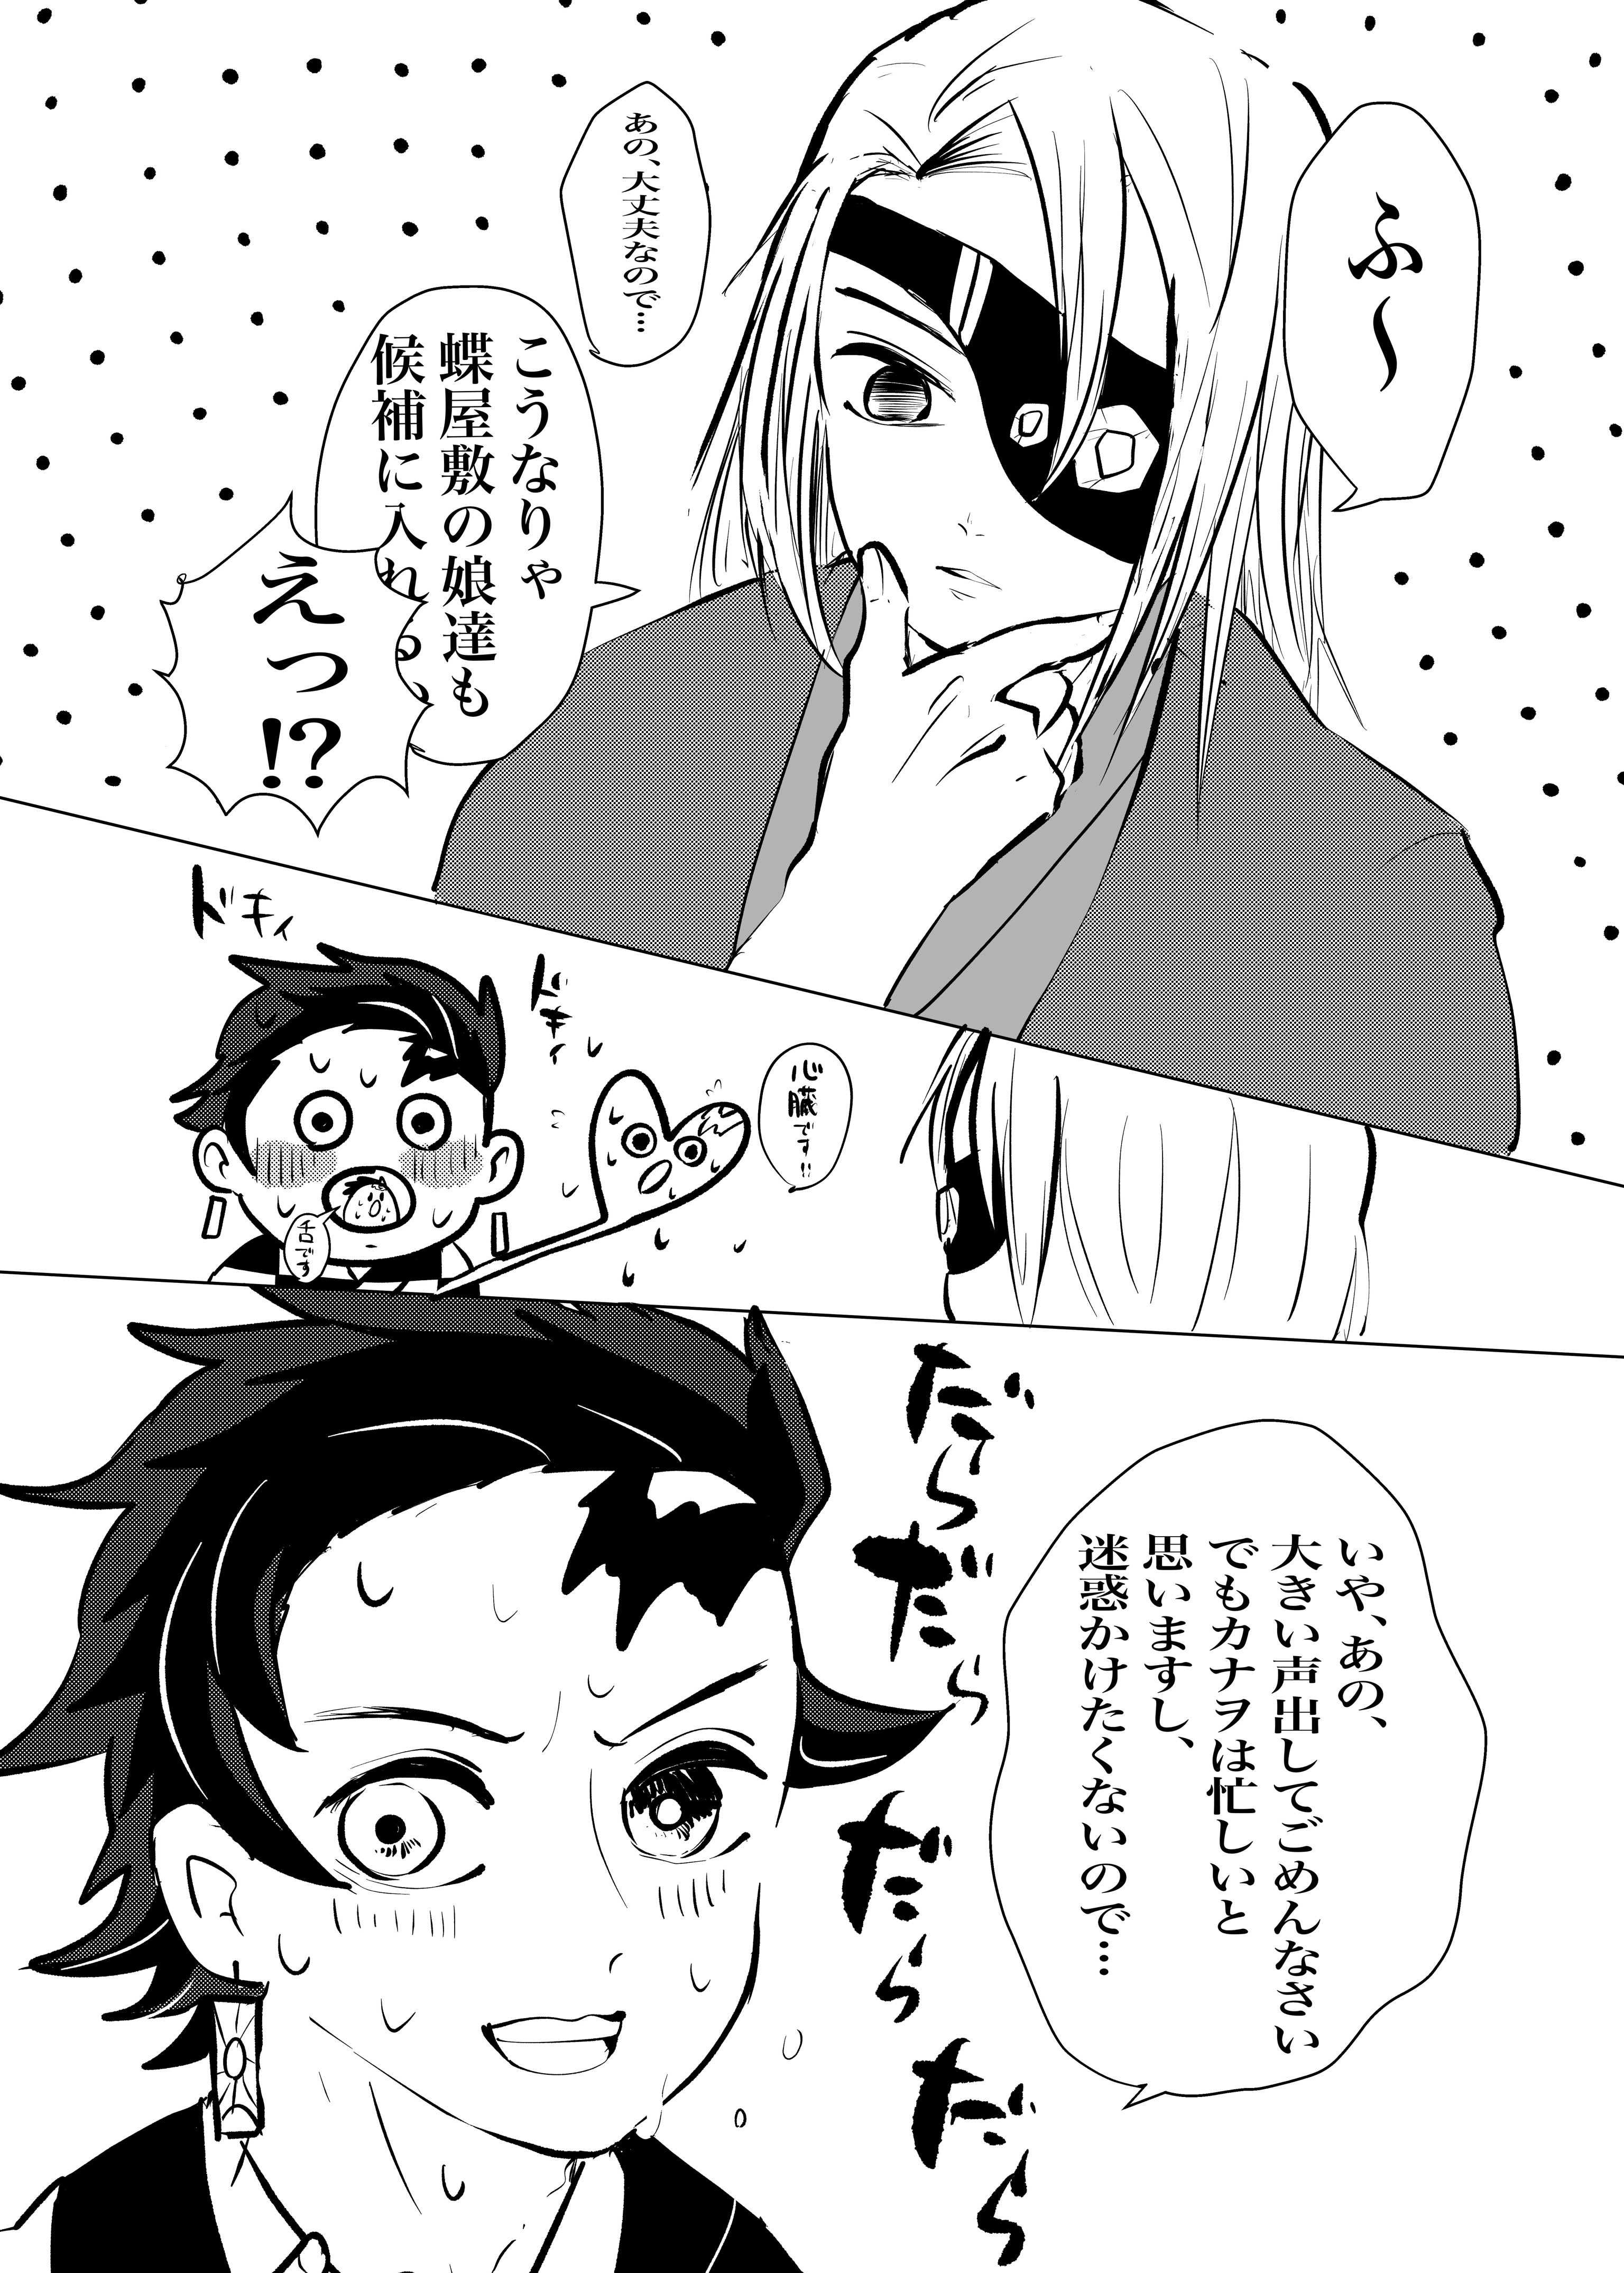 ふ〜
あの、大丈夫なので…
こうなりゃ
蝶屋敷の娘達も
候補に入れ
えっ!?
ドキィ
ドキィ
心臓です!!
舌です
いや、あの、
大きい声出してごめんなさい
でもカナヲは忙しいと
思いますし、
迷惑かけたくないので…
だら
だら
だら
だら